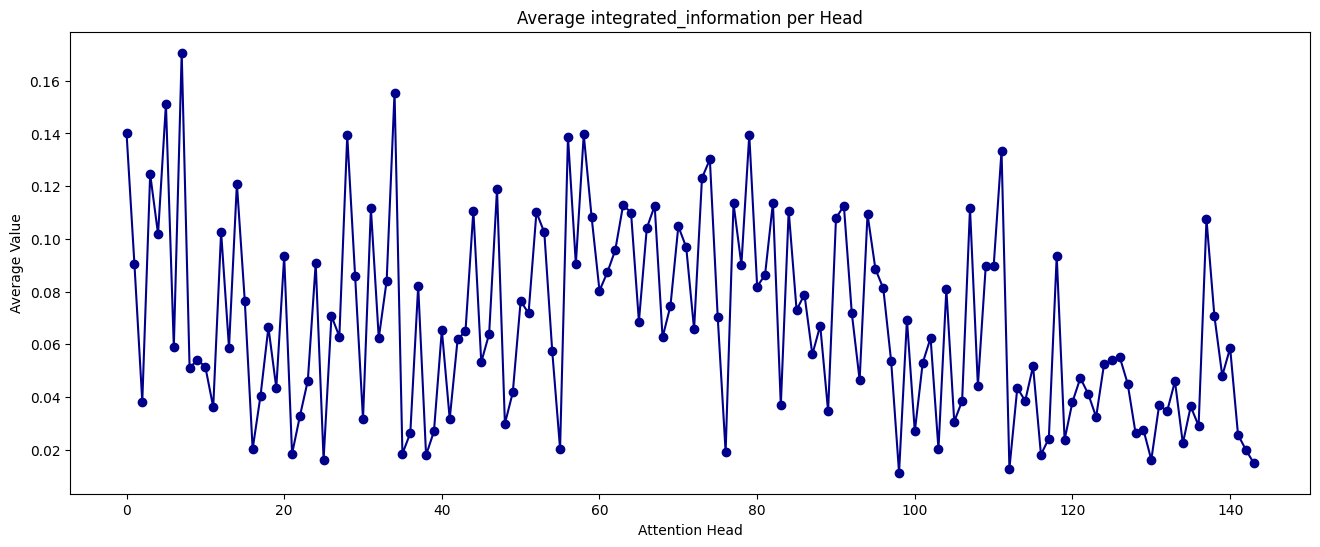 Average integrated_information per Head
Average Value
0.16
0.14
0.12
0.10
0.08
0.06
0.04
0.02
0 20 40 60 80 100 120 140
Attention Head